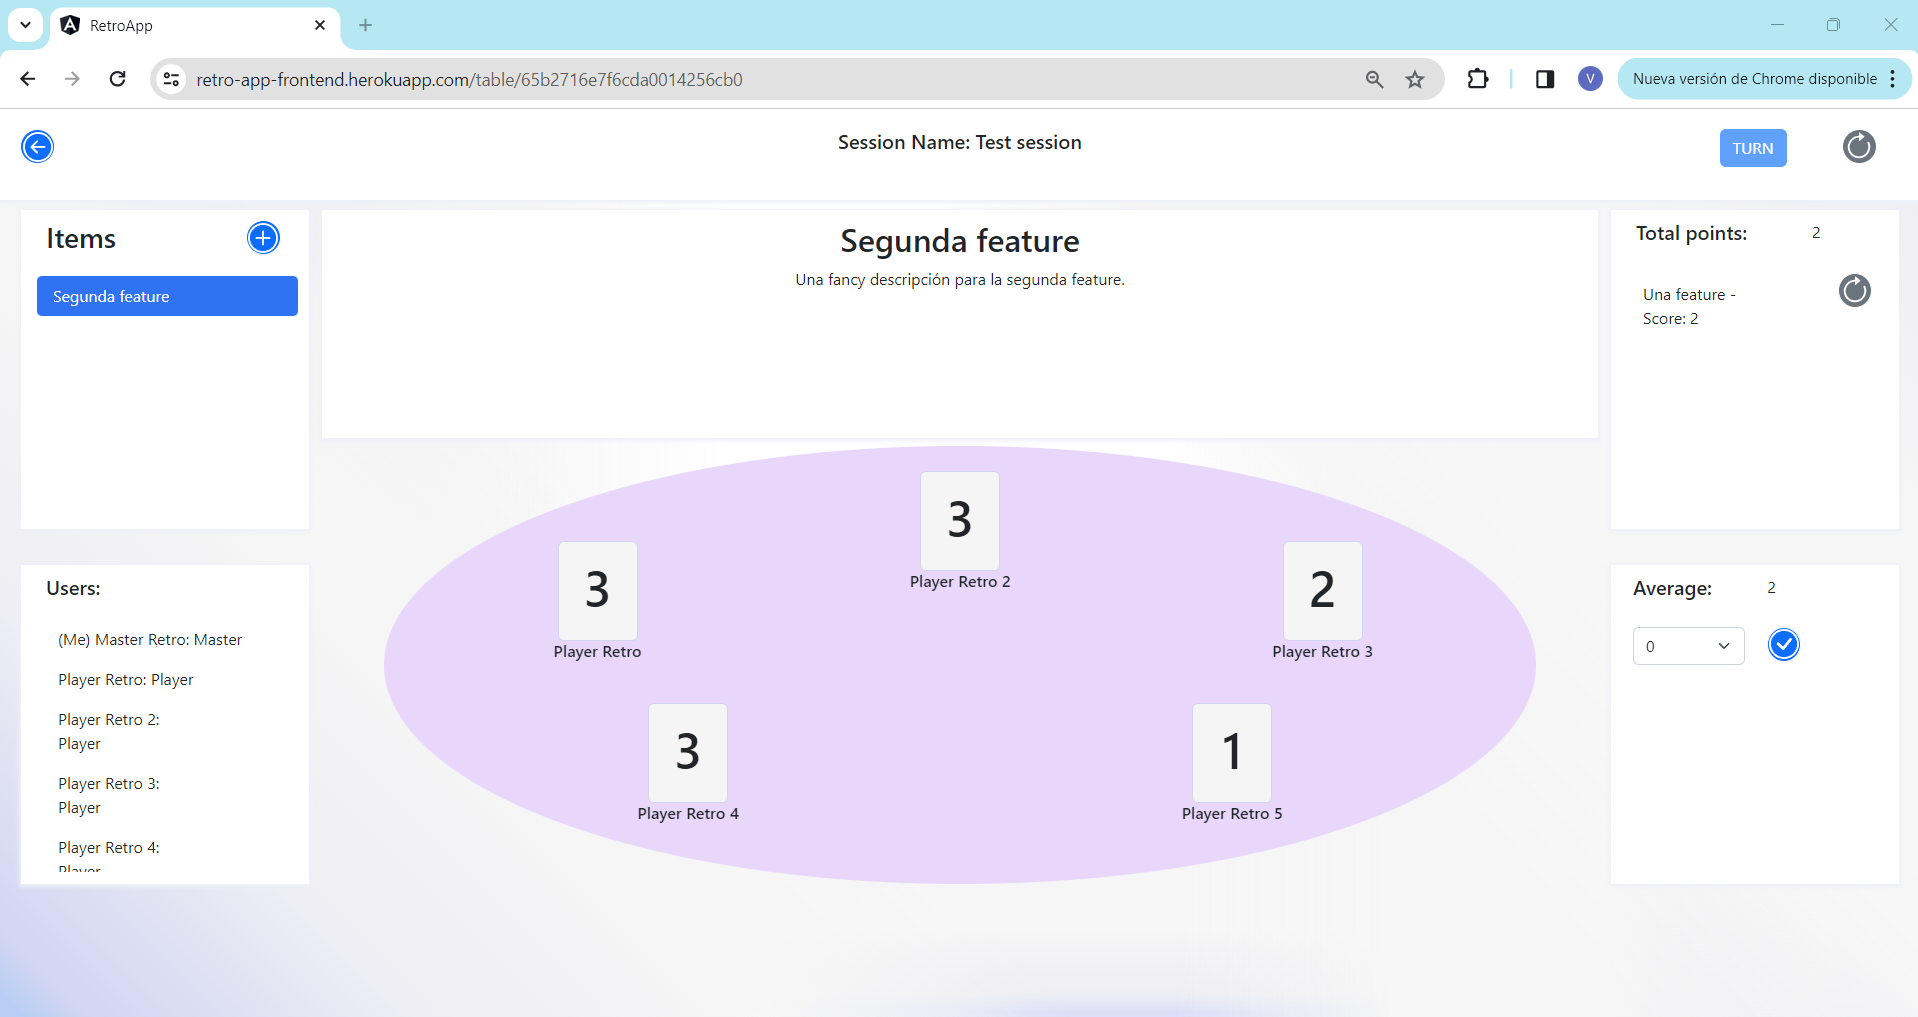 RetroApp
retro-app-frontend.herokuapp.com/table/65b2716e7f6cda0014256cb0
V
Nueva versión de Chrome disponible
Session Name: Test session
TURN
Items
Segunda feature
Segunda feature
Una fancy descripción para la segunda feature.
Total points: 2
Una feature -
Score: 2
3
Player Retro 2
3
Player Retro
2
Player Retro 3
3
Player Retro 4
1
Player Retro 5
Users:
(Me) Master Retro: Master
Player Retro: Player
Player Retro 2:
Player
Player Retro 3:
Player
Player Retro 4:
Player
Average: 2
0